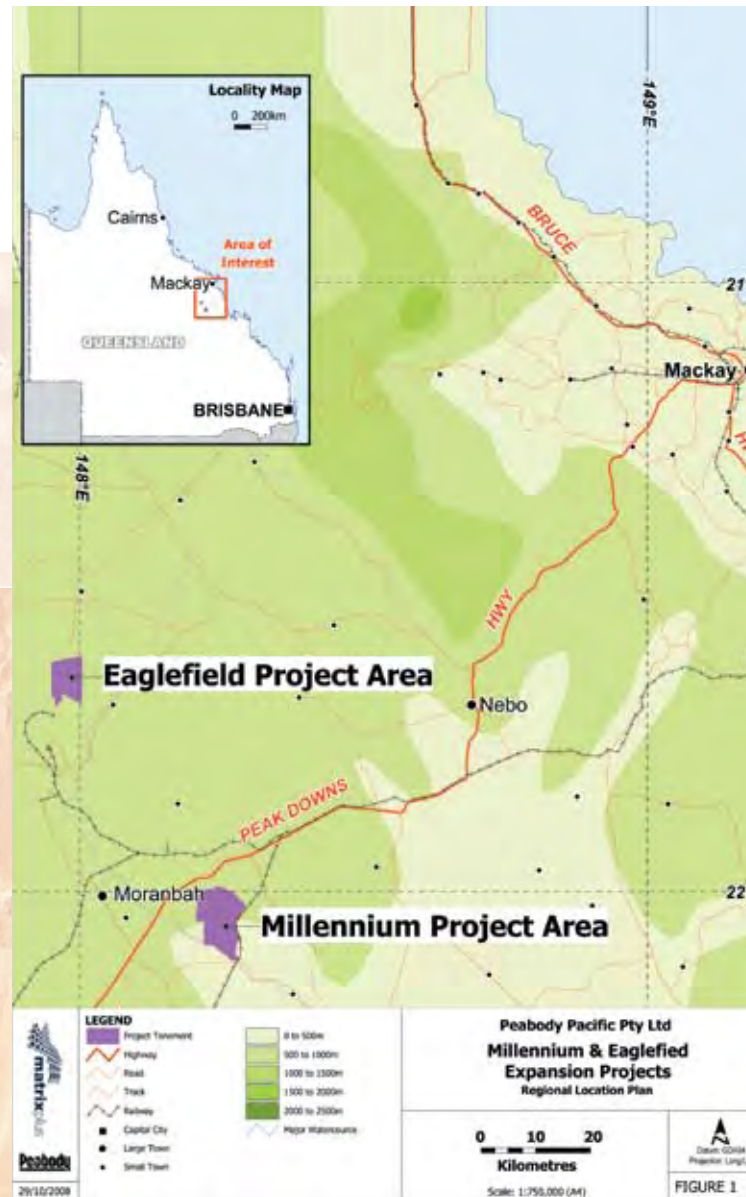 Locality Map
0 200km
Cairns
Area of
Interest
Mackay
QUEENSLAND
BRISBANE
149°E
BRUCE
21
Mackay
148°E
HWY
Eaglefield Project Area
Nebo
PEAK DOWNS
22
Moranbah
Millennium Project Area
LEGEND
Project Tenement
Highway
Road
Track
Railway
Capital City
Large Town
Small Town
0 to 500m
500 to 1000m
1000 to 1500m
1500 to 2000m
2000 to 2500m
Major Watercourse
matrixplus
Peabody
29/10/2008
Peabody Pacific Pty Ltd
Millennium & Eaglefied
Expansion Projects
Regional Location Plan
0 10 20
Kilometres
Scale: 1:755,000 (A4)
FIGURE 1